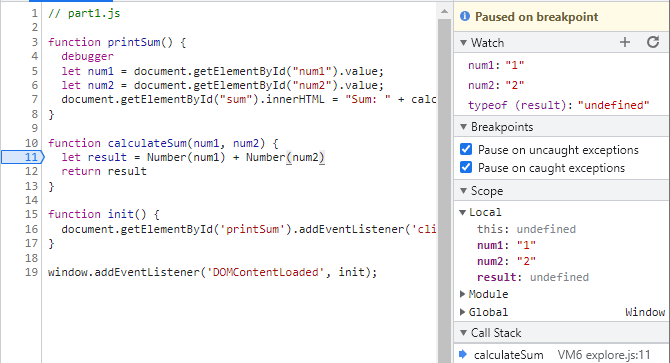 1 // part1.js
2
3 function printSum() {
4 debugger
5 let num1 = document.getElementById("num1").value;
6 let num2 = document.getElementById("num2").value;
7 document.getElementById("sum").innerHTML = "Sum: " + calc
8 }
9
10 function calculateSum(num1, num2) {
11 let result = Number(num1) + Number(num2)
12 return result
13 }
14
15 function init() {
16 document.getElementById('printSum').addEventListener('cli
17 }
18
19 window.addEventListener('DOMContentLoaded', init);
Paused on breakpoint
Watch
num1: "1"
num2: "2"
typeof (result): "undefined"
Breakpoints
Pause on uncaught exceptions
Pause on caught exceptions
Scope
Local
this: undefined
num1: "1"
num2: "2"
result: undefined
Module
Global Window
Call Stack
calculateSum VM6 explore.js:11